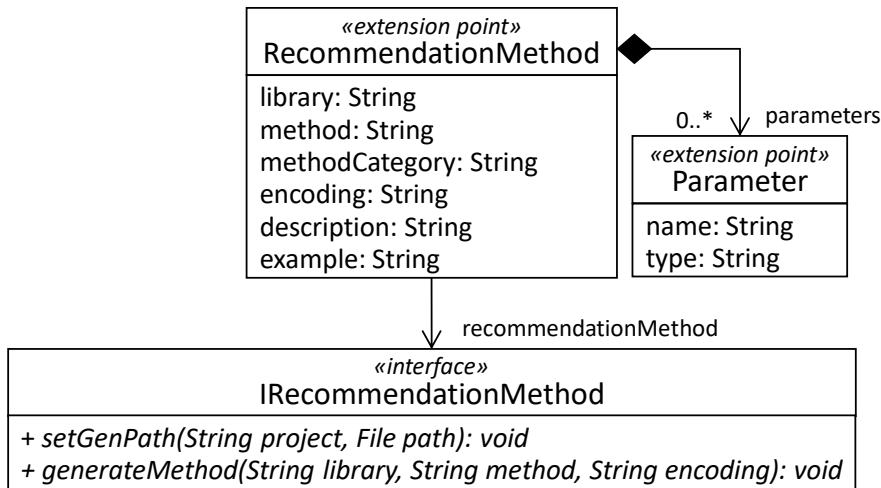 «extension point»
RecommendationMethod
library: String
method: String
methodCategory: String
encoding: String
description: String
example: String
0..* parameters
«extension point»
Parameter
name: String
type: String
recommendationMethod
«interface»
IRecommendationMethod
+ setGenPath(String project, File path): void
+ generateMethod(String library, String method, String encoding): void